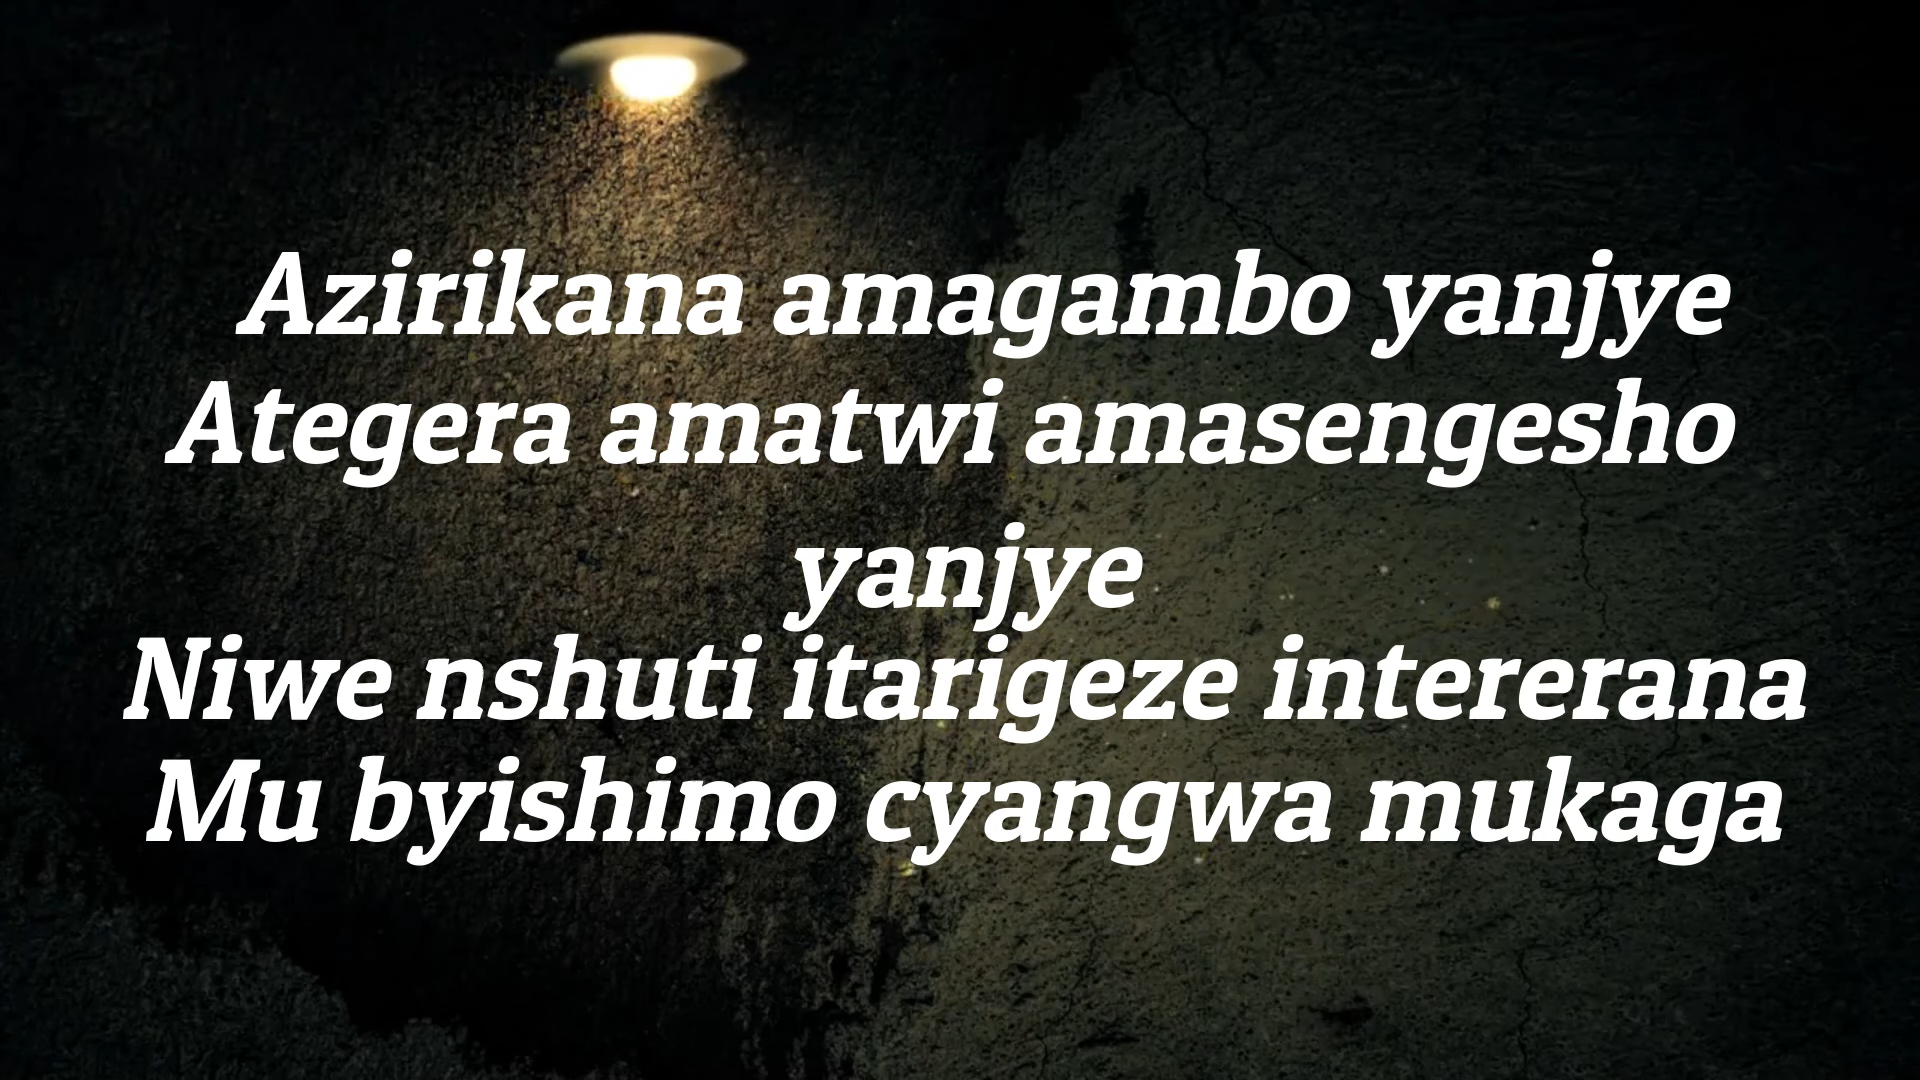 Azirikana amagambo yanjye
Ategera amatwi amasengesho
yanjye
Niwe nshuti itarigeze intererana
Mu byishimo cyangwa mukaga